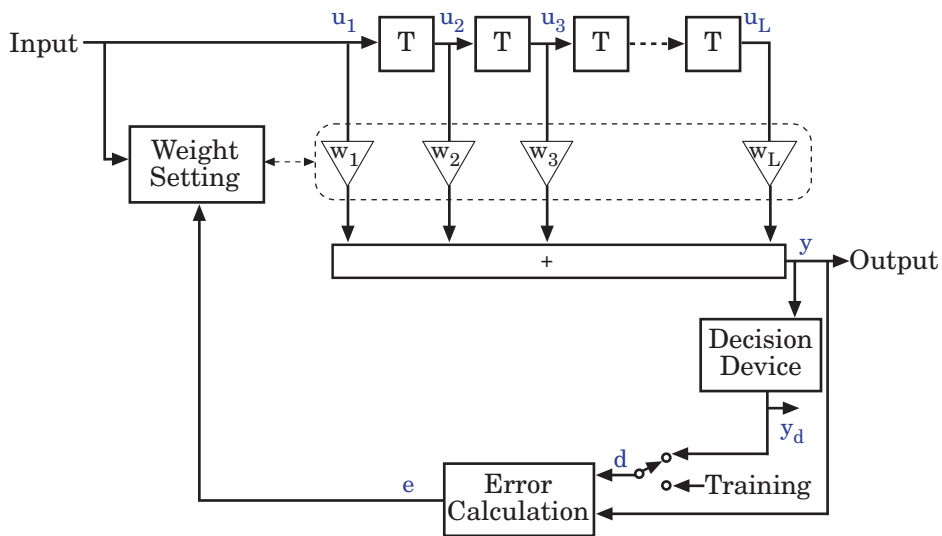 Input
u1
T
u2
T
u3
T
T
uL
Weight
Setting
w1
w2
w3
wL
+
y
Output
Decision
Device
yd
d
Training
e
Error
Calculation